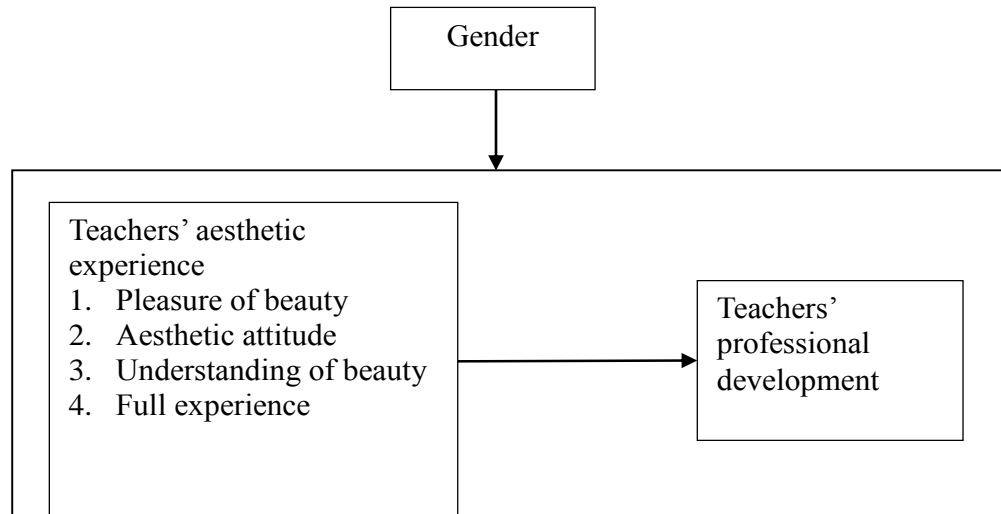 Gender
Teachers’ aesthetic
experience
1. Pleasure of beauty
2. Aesthetic attitude
3. Understanding of beauty
4. Full experience
Teachers’
professional
development